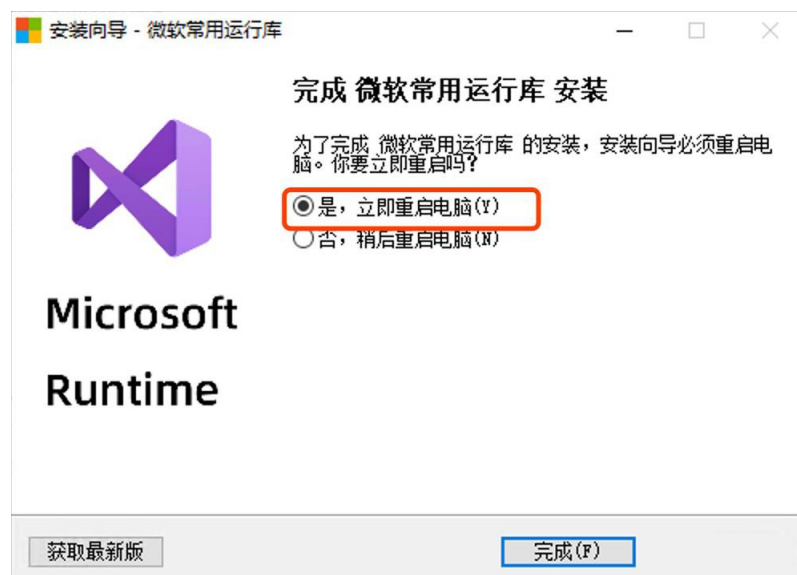 安装向导 - 微软常用运行库
完成 微软常用运行库 安装
为了完成 微软常用运行库 的安装，安装向导必须重启电
脑。你要立即重启吗?
是，立即重启电脑(Y)
否，稍后重启电脑(N)
Microsoft
Runtime
获取最新版
完成(F)